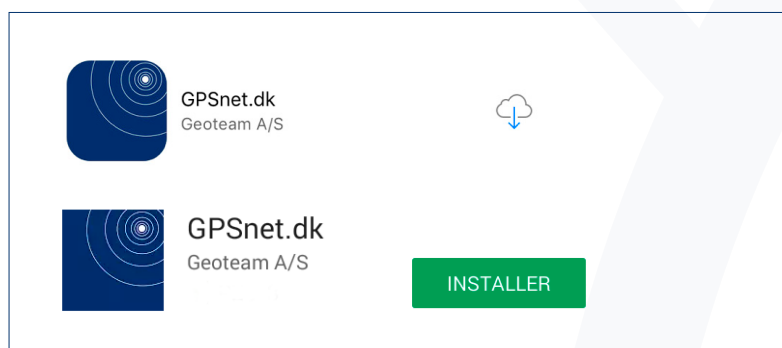 GPSnet.dk
Geoteam A/S
GPSnet.dk
Geoteam A/S
INSTALLER